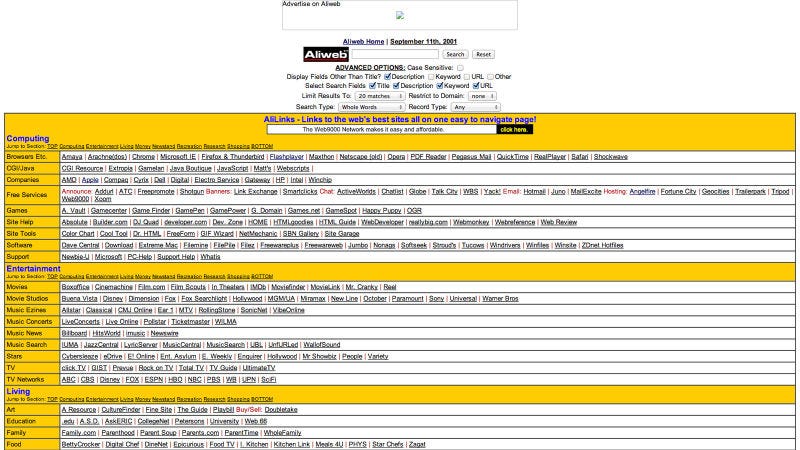 Advertise on Aliweb
Aliweb Home | September 11th, 2001
Aliweb Search Reset
ADVANCED OPTIONS: Case Sensitive:
Display Fields Other Than Title? Description Keyword URL Other
Select Search Fields Title Description Keyword URL
Limit Results To: 20 matches Restrict to Domain: none
Search Type: Whole Words Record Type: Any
AliLinks - Links to the web's best sites all on one easy to navigate page!
The Web9000 Network makes it easy and affordable. click here.
Computing
Jump to Section: TOP Computing Entertainment Living Money Newsstand Recreation Research Shopping BOTTOM
Browsers Etc. Amaya | Arachne(dos) | Chrome | Microsoft IE | Firefox & Thunderbird | Flashplayer | Maxthon | Netscape (old) | Opera | PDF Reader | Pegasus Mail | QuickTime | RealPlayer | Safari | Shockwave
CGI/Java CGI Resource | Extropia | Gamelan | Java Boutique | JavaScript | Matt's | Webscripts |
Companies AMD | Apple | Compaq | Cyrix | Dell | Digital | Electro Service | Gateway | HP | Intel | Winchip
Free Services Announce: Addurl | ATC | Freepromote | Shotgun Banners: Link Exchange | Smartclicks Chat: ActiveWorlds | Chatlist | Globe | Talk City | WBS | Yack! Email: Hotmail | Juno | MailExcite Hosting: Angelfire | Fortune City | Geocities | Trailerpark | Tripod |
Web9000 | Xoom
Games A. Vault | Gamecenter | Game Finder | GamePen | GamePower | G. Domain | Games.net | GameSpot | Happy Puppy | OGR
Site Help Absolute | Builder.com | DJ Quad | developer.com | Dev. Zone | HOME | HTMLgoodies | HTML Guide | WebDeveloper | reallybig.com | Webmonkey | Webreference | Web Review
Site Tools Color Chart | Cool Tool | Dr. HTML | FreeForm | GIF Wizard | NetMechanic | SBN Gallery | Site Garage
Software Dave Central | Download | Extreme Mac | Filemine | FilePile | Filez | Freewareplus | Freewareweb | Jumbo | Nonags | Softseek | Stroud's | Tucows | Windrivers | Winfiles | Winsite | ZDnet Hotfiles
Support Newbie-U | Microsoft | PC-Help | Support Help | Whatis
Entertainment
Jump to Section: TOP Computing Entertainment Living Money Newsstand Recreation Research Shopping BOTTOM
Movies Boxoffice | Cinemachine | Film.com | Film Scouts | In Theaters | IMDb | Moviefinder | MovieLink | Mr. Cranky | Reel
Movie Studios Buena Vista | Disney | Dimension | Fox | Fox Searchlight | Hollywood | MGM/UA | Miramax | New Line | October | Paramount | Sony | Universal | Warner Bros
Music Ezines Allstar | Classical | CMJ Online | Ear 1 | MTV | RollingStone | SonicNet | VibeOnline
Music Concerts LiveConcerts | Live Online | Pollstar | Ticketmaster | WILMA
Music News Billboard | HitsWorld | imusic | Newswire
Music Search IUMA | JazzCentral | LyricServer | MusicCentral | MusicSearch | UBL | UnfURLed | WallofSound
Stars Cybersleaze | eDrive | E! Online | Ent. Asylum | E. Weekly | Enquirer | Hollywood | Mr Showbiz | People | Variety
TV click TV | GIST | Prevue | Rock on TV | Total TV | TV Guide | UltimateTV
TV Networks ABC | CBS | Disney | FOX | ESPN | HBO | NBC | PBS | WB | UPN | SciFi
Living
Jump to Section: TOP Computing Entertainment Living Money Newsstand Recreation Research Shopping BOTTOM
Art A Resource | CultureFinder | Fine Site | The Guide | Playbill Buy/Sell: Doubletake
Education .edu | A.S.D. | AskERIC | CollegeNet | Petersons | University | Web 66
Family Family.com | Parenthood | Parent Soup | Parents.com | ParentTime | WholeFamily
Food BettyCrocker | Digital Chef | DineNet | Epicurious | Food TV | I. Kitchen | Kitchen Link | Meals 4U | PHYS | Star Chefs | Zagat